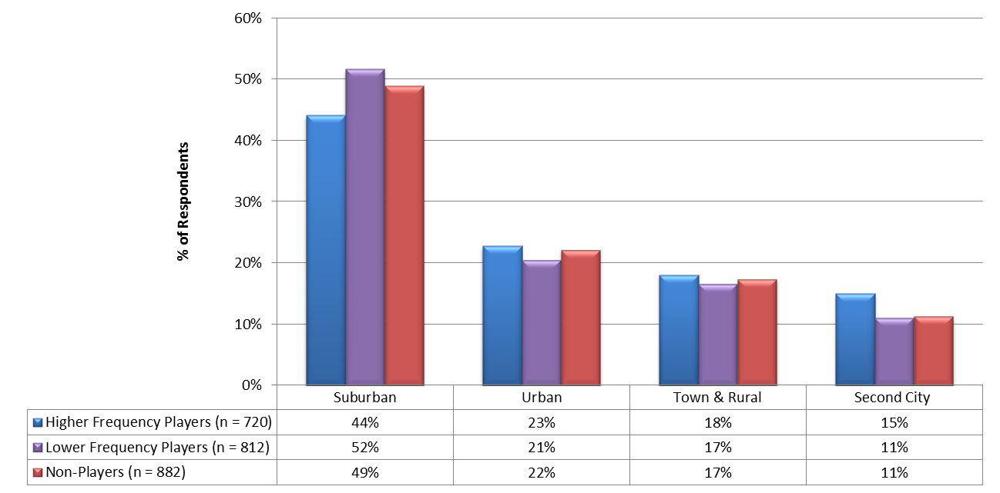 60%
50%
40%
30%
20%
10%
0%
% of Respondents
Suburban Urban Town & Rural Second City
Higher Frequency Players (n = 720) 44% 23% 18% 15%
Lower Frequency Players (n = 812) 52% 21% 17% 11%
Non-Players (n = 882) 49% 22% 17% 11%